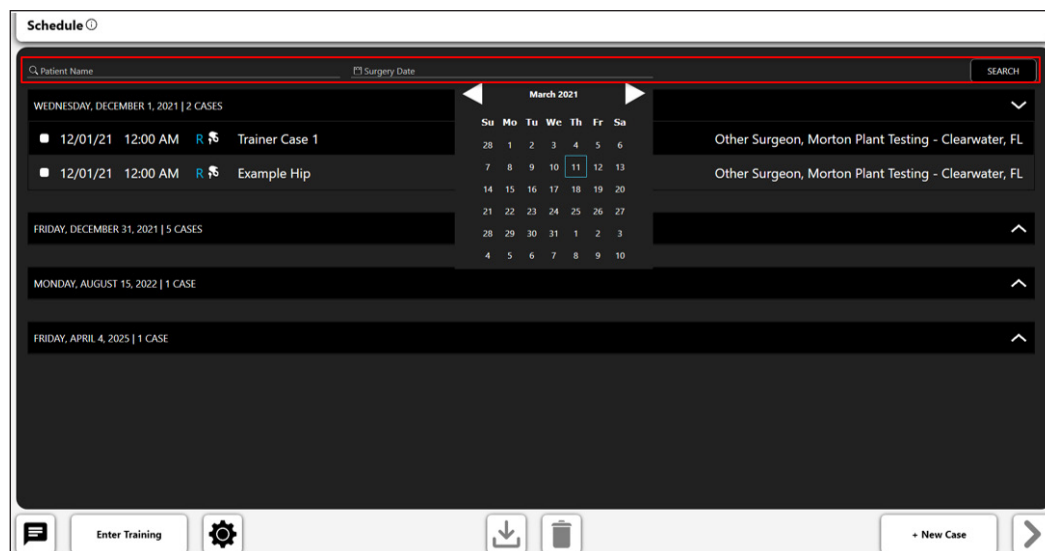 Schedule
Patient Name
Surgery Date
SEARCH
WEDNESDAY, DECEMBER 1, 2021 | 2 CASES
March 2021
Su Mo Tu We Th Fr Sa
28 1 2 3 4 5 6
7 8 9 10 11 12 13
14 15 16 17 18 19 20
21 22 23 24 25 26 27
28 29 30 31 1 2 3
4 5 6 7 8 9 10
12/01/21 12:00 AM R Trainer Case 1 Other Surgeon, Morton Plant Testing - Clearwater, FL
12/01/21 12:00 AM R Example Hip Other Surgeon, Morton Plant Testing - Clearwater, FL
FRIDAY, DECEMBER 31, 2021 | 5 CASES
MONDAY, AUGUST 15, 2022 | 1 CASE
FRIDAY, APRIL 4, 2025 | 1 CASE
Enter Training
+ New Case